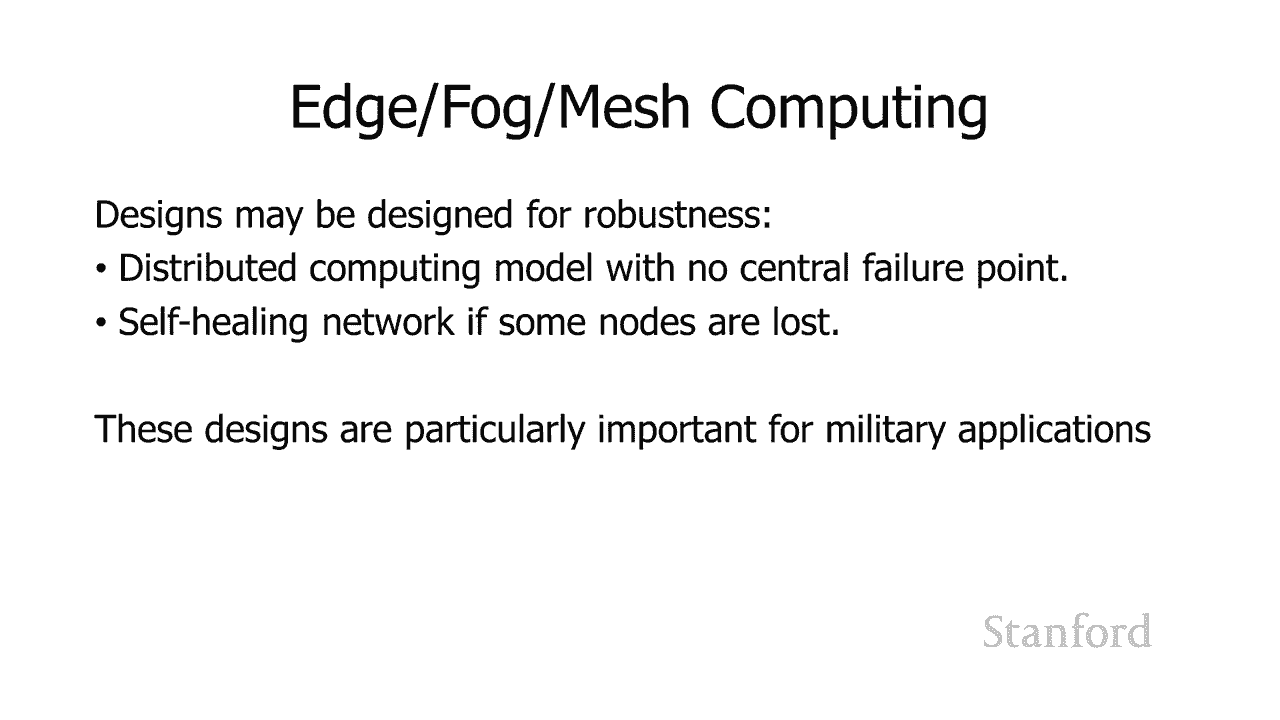 Edge/Fog/Mesh Computing
Designs may be designed for robustness:
• Distributed computing model with no central failure point.
• Self-healing network if some nodes are lost.
These designs are particularly important for military applications
Stanford